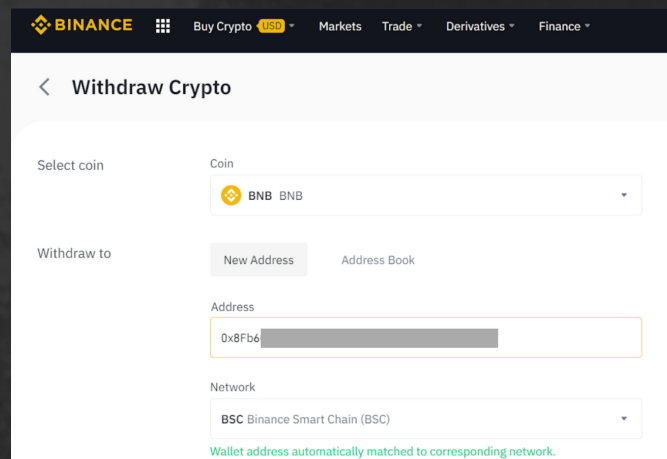 BINANCE Buy Crypto USD Markets Trade Derivatives Finance
Withdraw Crypto
Select coin
Coin
BNB BNB
Withdraw to
New Address Address Book
Address
0x8Fb6
Network
BSC Binance Smart Chain (BSC)
Wallet address automatically matched to corresponding network.